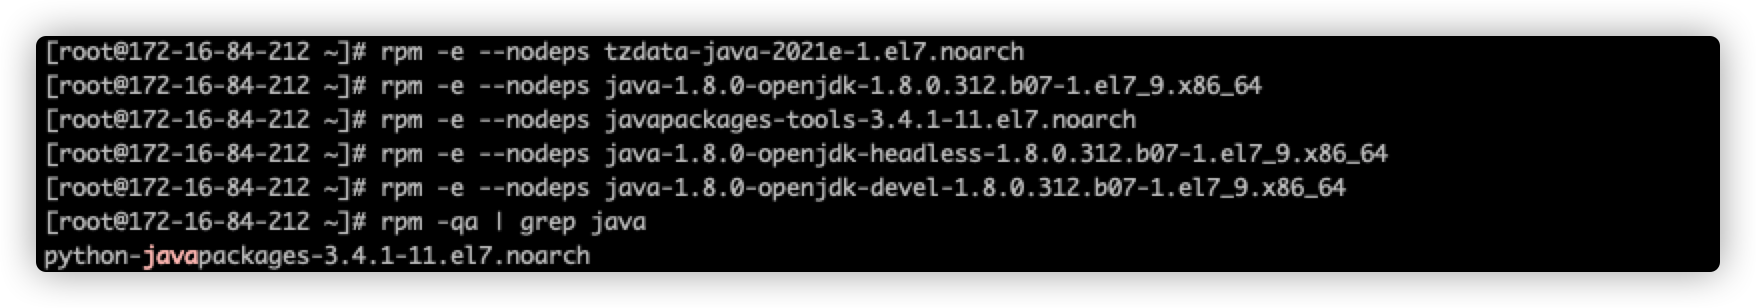 [root@172-16-84-212 ~]# rpm -e --nodeps tzdata-java-2021e-1.el7.noarch
[root@172-16-84-212 ~]# rpm -e --nodeps java-1.8.0-openjdk-1.8.0.312.b07-1.el7_9.x86_64
[root@172-16-84-212 ~]# rpm -e --nodeps javapackages-tools-3.4.1-11.el7.noarch
[root@172-16-84-212 ~]# rpm -e --nodeps java-1.8.0-openjdk-headless-1.8.0.312.b07-1.el7_9.x86_64
[root@172-16-84-212 ~]# rpm -e --nodeps java-1.8.0-openjdk-devel-1.8.0.312.b07-1.el7_9.x86_64
[root@172-16-84-212 ~]# rpm -qa | grep java
python-javapackages-3.4.1-11.el7.noarch